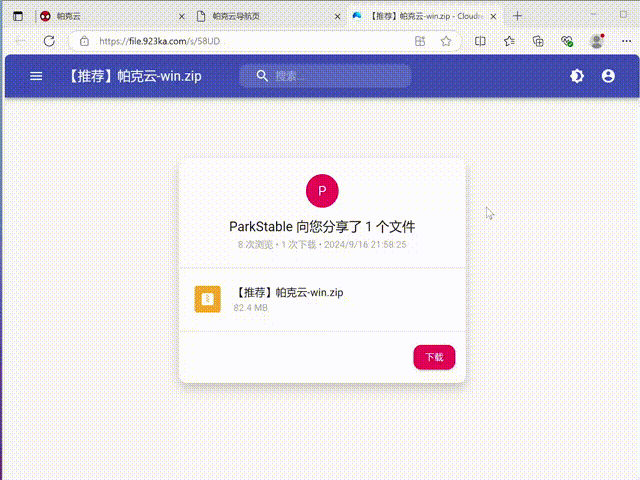 帕克云
帕克云导航页
【推荐】帕克云-win.zip - Cloudre
https://file.923ka.com/s/58UD
【推荐】帕克云-win.zip
搜索...
P
ParkStable 向您分享了 1 个文件
8 次浏览 • 1 次下载 • 2024/9/16 21:58:25
【推荐】帕克云-win.zip
82.4 MB
下载